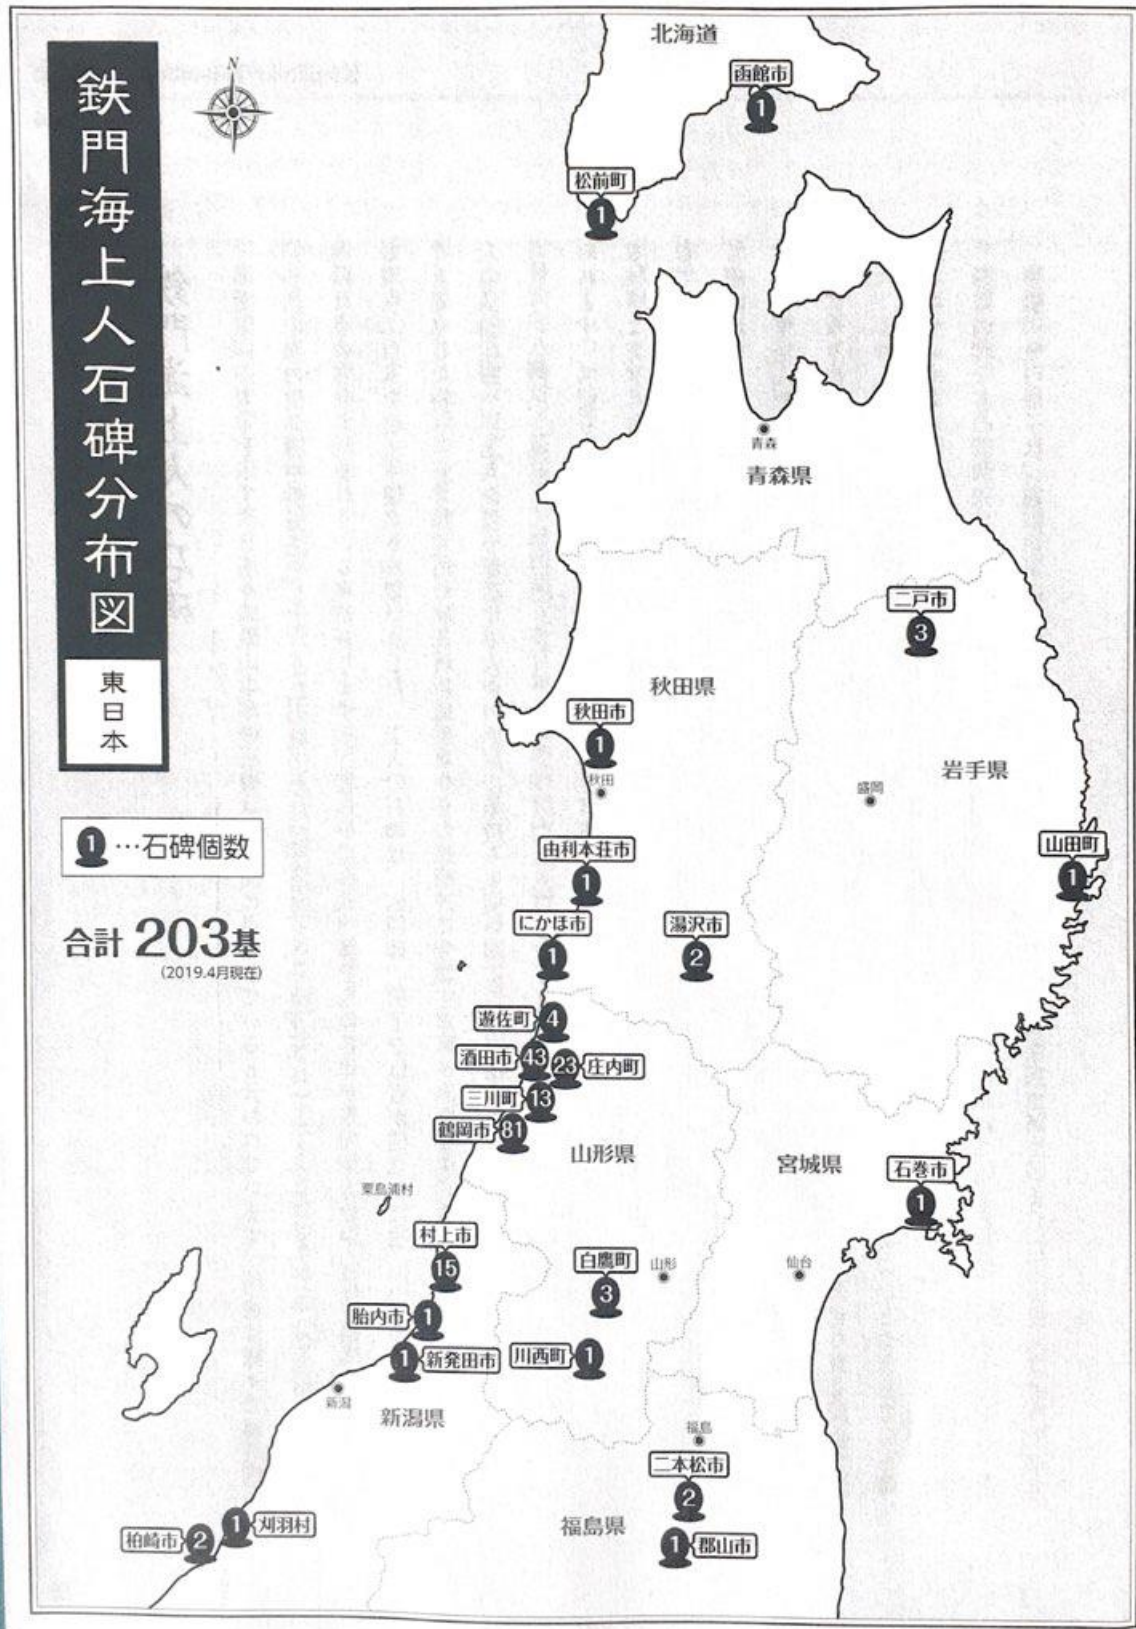 鉄門海上人石碑分布図
東日本
N
1…石碑個数
合計 203基
(2019.4月現在)
北海道
函館市
1
松前町
1
青森
青森県
二戸市
3
秋田県
秋田市
1
秋田
岩手県
盛岡
山田町
1
由利本荘市
1
にかほ市
1
湯沢市
2
遊佐町
4
酒田市
43
23
庄内町
三川町
13
鶴岡市
81
山形県
宮城県
石巻市
1
粟島浦村
村上市
15
白鷹町
3
山形
仙台
胎内市
1
1
新発田市
川西町
1
新潟
新潟県
福島
二本松市
2
福島県
1
郡山市
柏崎市
2
1
刈羽村